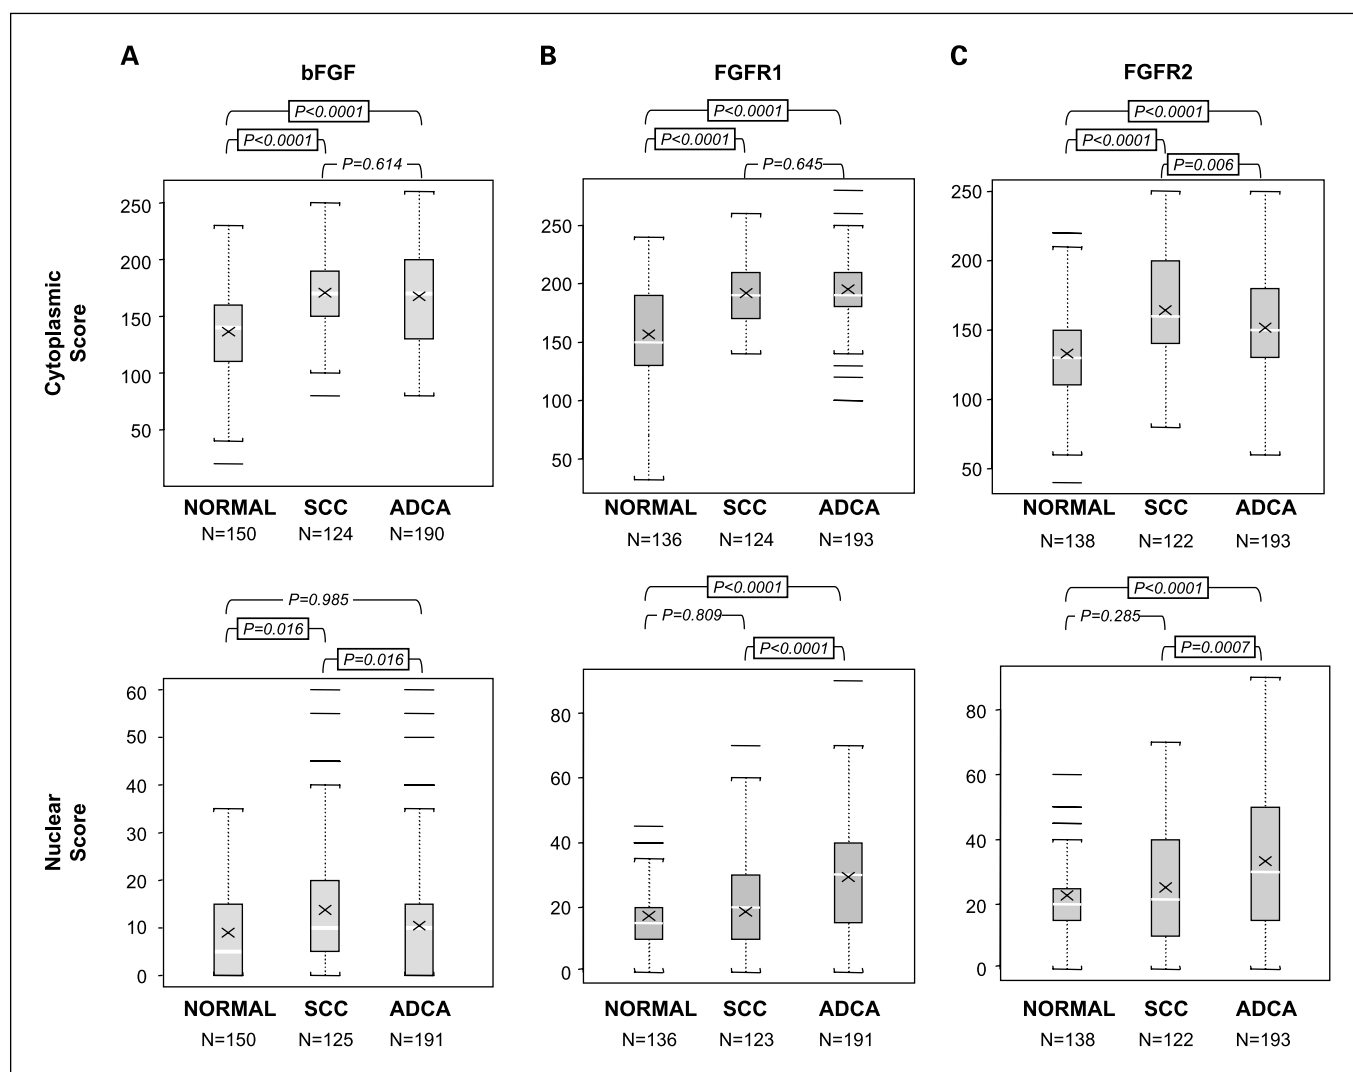 A
bFGF
P<0.0001
P<0.0001
P=0.614
250
200
150
100
50
Cytoplasmic
Score
NORMAL SCC ADCA
N=150 N=124 N=190
B
FGFR1
P<0.0001
P<0.0001
P=0.645
250
200
150
100
50
NORMAL SCC ADCA
N=136 N=124 N=193
C
FGFR2
P<0.0001
P<0.0001
P=0.006
250
200
150
100
50
NORMAL SCC ADCA
N=138 N=122 N=193
P=0.985
P=0.016
P=0.016
60
50
40
30
20
10
0
Nuclear
Score
NORMAL SCC ADCA
N=150 N=125 N=191
P<0.0001
P=0.809
P<0.0001
80
60
40
20
0
NORMAL SCC ADCA
N=136 N=123 N=191
P<0.0001
P=0.285
P=0.0007
80
60
40
20
0
NORMAL SCC ADCA
N=138 N=122 N=193